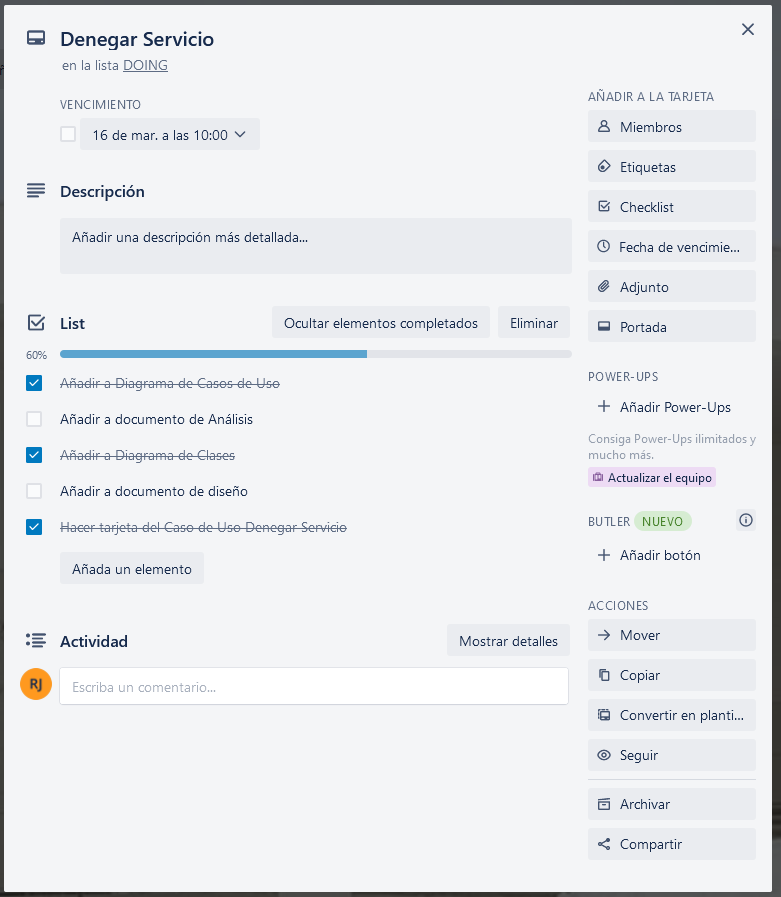 Denegar Servicio
en la lista DOING
VENCIMIENTO
16 de mar. a las 10:00
Descripción
Añadir una descripción más detallada...
List
Ocultar elementos completados
Eliminar
60%
Añadir a Diagrama de Casos de Uso
Añadir a documento de Análisis
Añadir a Diagrama de Clases
Añadir a documento de diseño
Hacer tarjeta del Caso de Uso Denegar Servicio
Añada un elemento
Actividad
Mostrar detalles
RJ
Escriba un comentario...
AÑADIR A LA TARJETA
Miembros
Etiquetas
Checklist
Fecha de vencimie...
Adjunto
Portada
POWER-UPS
Añadir Power-Ups
Consiga Power-Ups ilimitados y
mucho más.
Actualizar el equipo
BUTLER NUEVO
Añadir botón
ACCIONES
Mover
Copiar
Convertir en planti...
Seguir
Archivar
Compartir